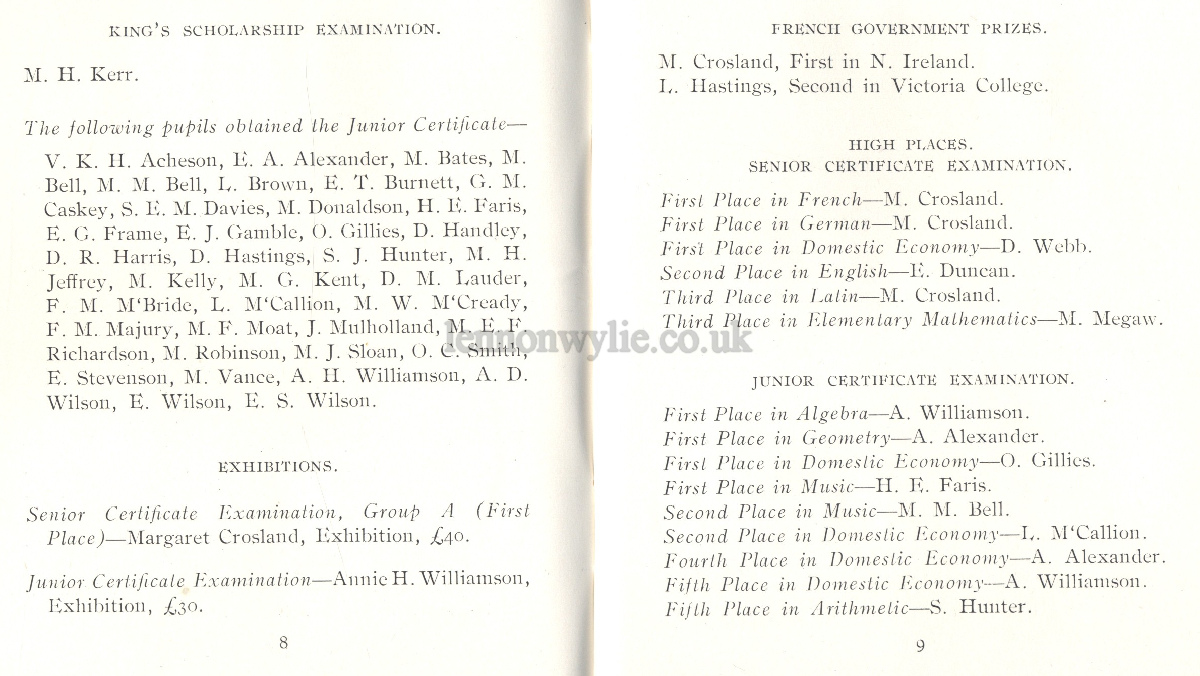 KING'S SCHOLARSHIP EXAMINATION.
M. H. Kerr.
The following pupils obtained the Junior Certificate—
V. K. H. Acheson, E. A. Alexander, M. Bates, M.
Bell, M. M. Bell, L. Brown, E. T. Burnett, G. M.
Caskey, S. E. M. Davies, M. Donaldson, H. E. Faris,
E. G. Frame, E. J. Gamble, O. Gillies, D. Handley,
D. R. Harris, D. Hastings, S. J. Hunter, M. H.
Jeffrey, M. Kelly, M. G. Kent, D. M. Lauder,
F. M. M‘Bride, L. M‘Callion, M. W. M‘Cready,
F. M. Majury, M. F. Moat, J. Mulholland, M. E. F.
Richardson, M. Robinson, M. J. Sloan, O. C. Smith,
E. Stevenson, M. Vance, A. H. Williamson, A. D.
Wilson, E. Wilson, E. S. Wilson.
EXHIBITIONS.
Senior Certificate Examination, Group A (First
Place)—Margaret Crosland, Exhibition, £40.
Junior Certificate Examination—Annie H. Williamson,
Exhibition, £30.
8
FRENCH GOVERNMENT PRIZES.
M. Crosland, First in N. Ireland.
L. Hastings, Second in Victoria College.
HIGH PLACES.
SENIOR CERTIFICATE EXAMINATION.
First Place in French—M. Crosland.
First Place in German—M. Crosland.
First Place in Domestic Economy—D. Webb.
Second Place in English—E. Duncan.
Third Place in Latin—M. Crosland.
Third Place in Elementary Mathematics—M. Megaw.
JUNIOR CERTIFICATE EXAMINATION.
First Place in Algebra—A. Williamson.
First Place in Geometry—A. Alexander.
First Place in Domestic Economy—O. Gillies.
First Place in Music—H. E. Faris.
Second Place in Music—M. M. Bell.
Second Place in Domestic Economy—L. M‘Callion.
Fourth Place in Domestic Economy—A. Alexander.
Fifth Place in Domestic Economy—A. Williamson.
Fifth Place in Arithmetic—S. Hunter.
9
lennonwylie.co.uk